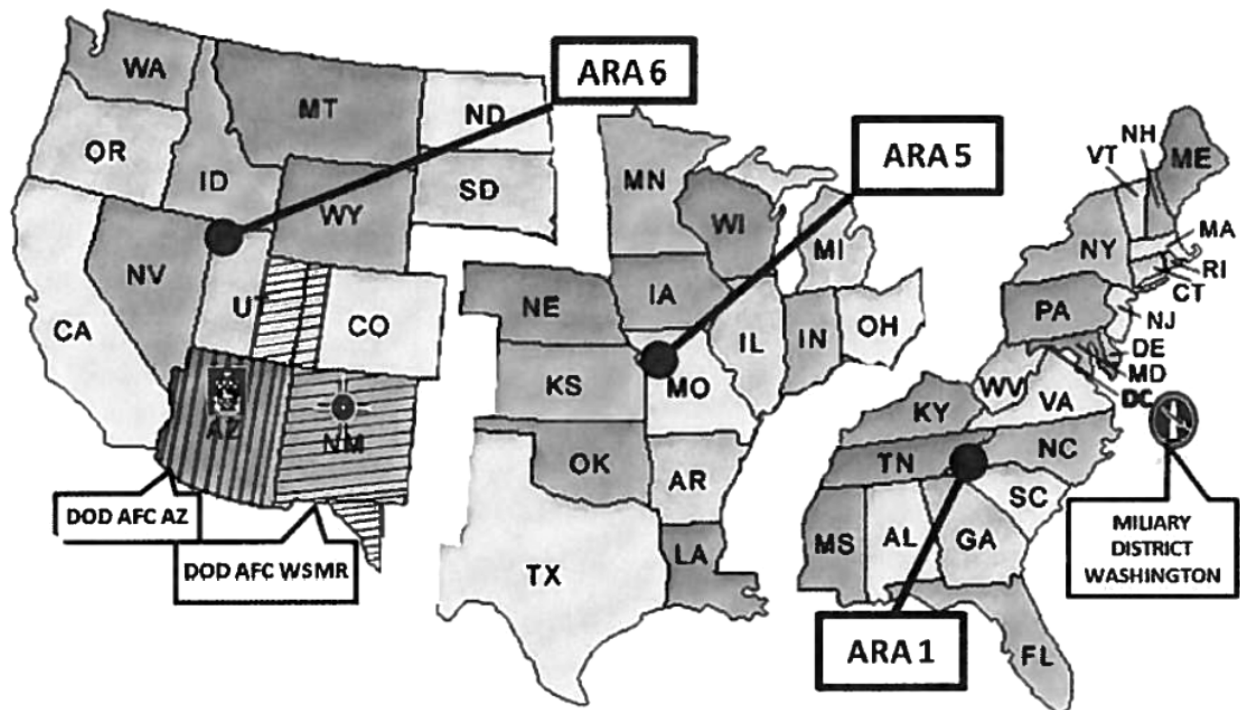 ARA 6
ARA 5
WA
MT
ND
OR
ID
WY
SD
NV
UT
CO
CA
AZ
NM
DOD AFC AZ
DOD AFC WSMR
MN
WI
MI
NE
IA
IL
IN
OH
KS
MO
OK
AR
TX
LA
NH
VT
ME
NY
MA
RI
CT
PA
NJ
DE
MD
DC
WV
VA
KY
TN
NC
SC
MS
AL
GA
FL
ARA 1
MILIARY
DISTRICT
WASHINGTON